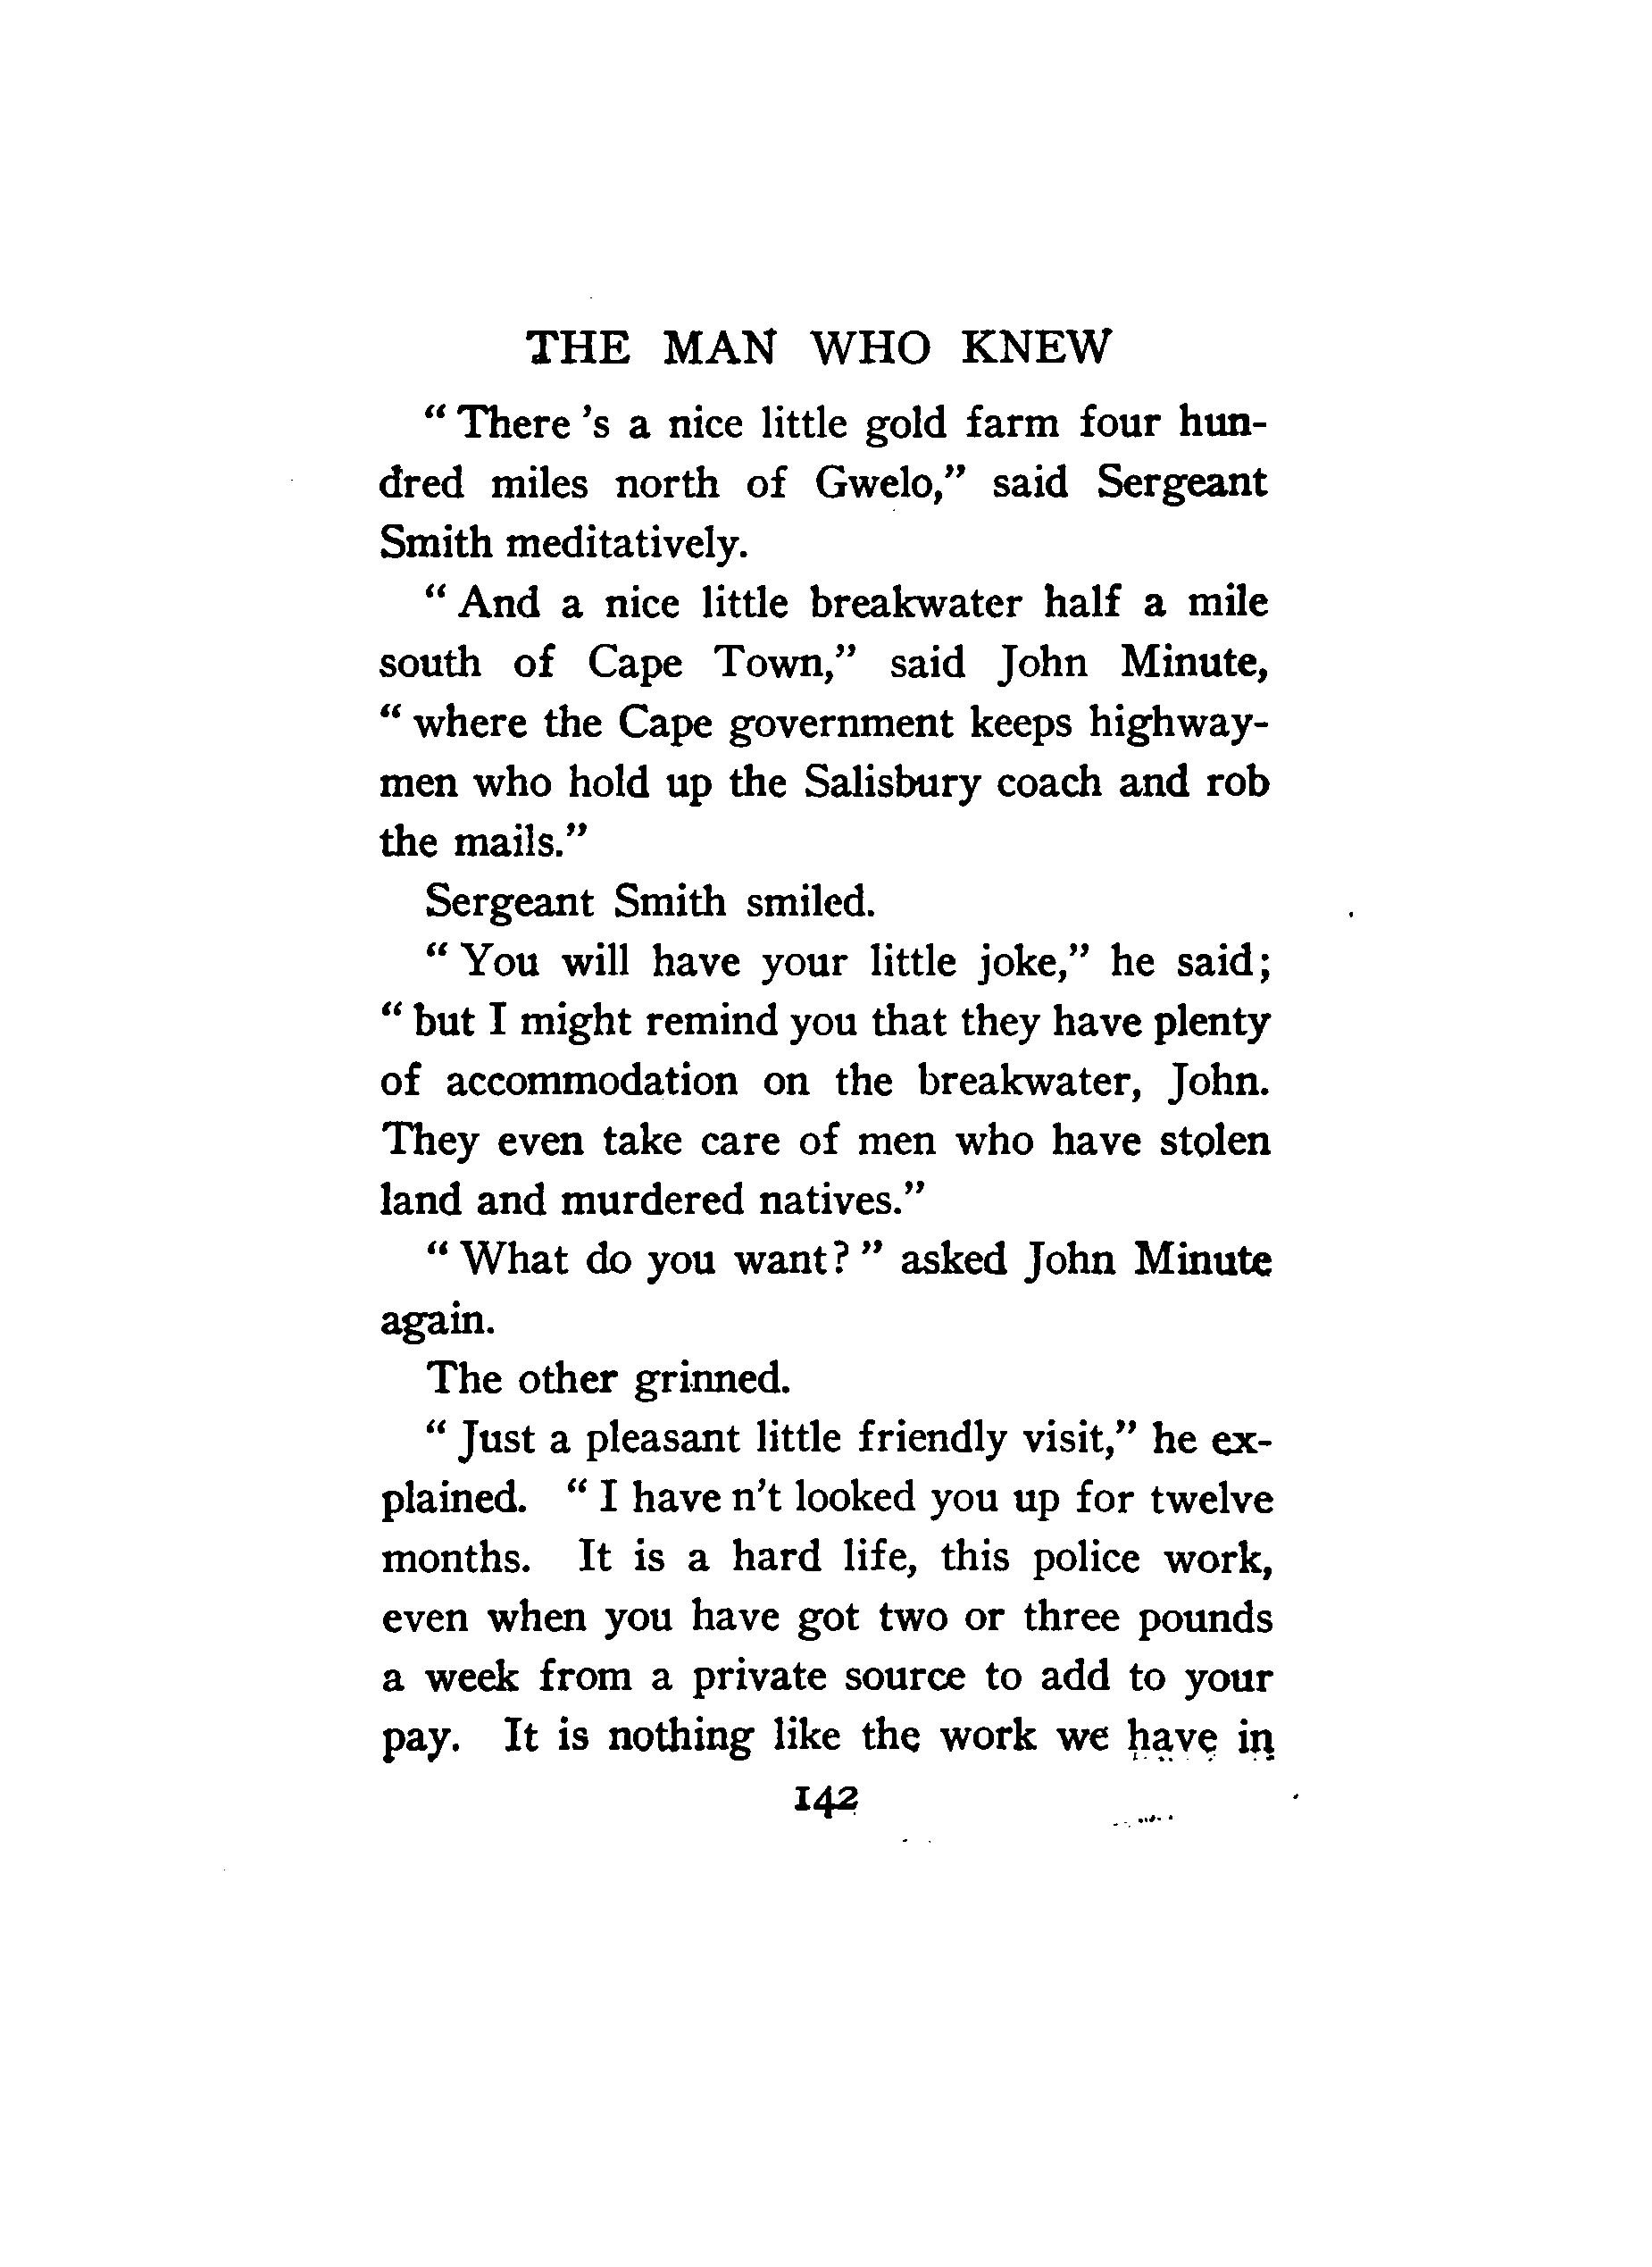 THE MAN WHO KNEW
“ There 's a nice little gold farm four hun-
dred miles north of Gwelo,” said Sergeant
Smith meditatively.
“ And a nice little breakwater half a mile
south of Cape Town,” said John Minute,
“ where the Cape government keeps highway-
men who hold up the Salisbury coach and rob
the mails.”
Sergeant Smith smiled.
“ You will have your little joke,” he said;
“ but I might remind you that they have plenty
of accommodation on the breakwater, John.
They even take care of men who have stolen
land and murdered natives.”
“ What do you want? ” asked John Minute
again.
The other grinned.
“ Just a pleasant little friendly visit,” he ex-
plained. “ I have n't looked you up for twelve
months. It is a hard life, this police work,
even when you have got two or three pounds
a week from a private source to add to your
pay. It is nothing like the work we have in
142